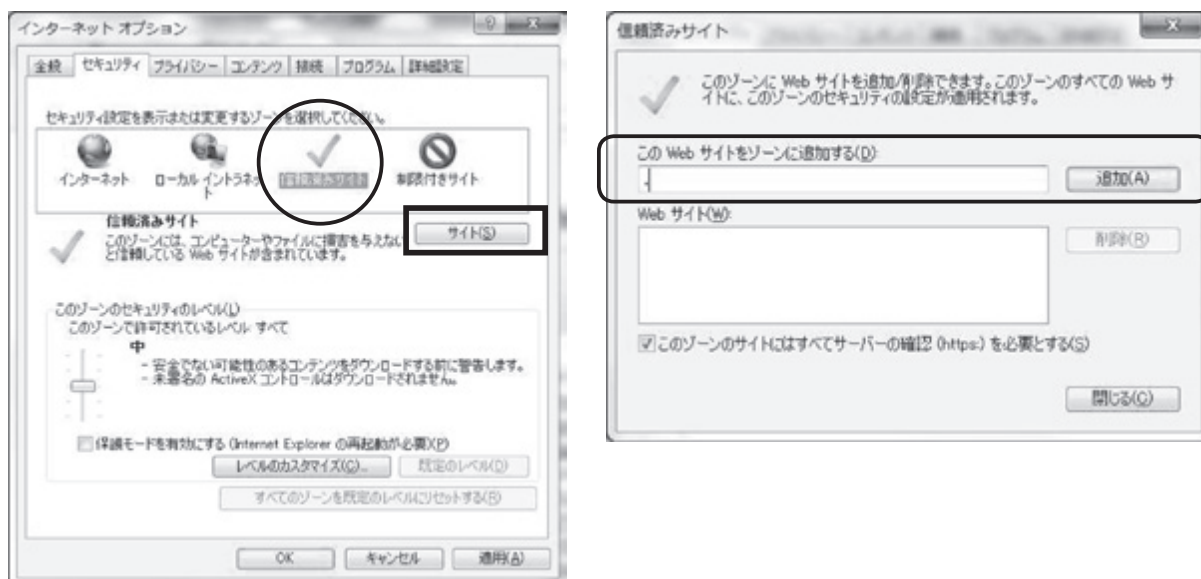 インターネット オプション
全般 セキュリティ プライバシー コンテンツ 接続 プログラム 詳細設定
セキュリティ設定を表示または変更するゾーンを選択してください。
インターネット
ローカル イントラネット
信頼済みサイト
制限付きサイト
信頼済みサイト
このゾーンには、コンピューターやファイルに損害を与えない
と信頼している Web サイトが含まれています。
サイト(S)
このゾーンのセキュリティのレベル(L)
このゾーンで許可されているレベル すべて
中
- 安全でない可能性のあるコンテンツをダウンロードする前に警告します。
- 未署名の ActiveX コントロールはダウンロードされません。
保護モードを有効にする (Internet Explorer の再起動が必要)(P)
レベルのカスタマイズ(C)... 既定のレベル(D)
すべてのゾーンを既定のレベルにリセットする(R)
OK キャンセル 適用(A)
信頼済みサイト
このゾーンに Web サイトを追加/削除できます。このゾーンのすべての Web サ
イトに、このゾーンのセキュリティの設定が適用されます。
この Web サイトをゾーンに追加する(D):
追加(A)
Web サイト(W):
削除(R)
このゾーンのサイトにはすべてサーバーの確認 (https:) を必要とする(S)
閉じる(C)